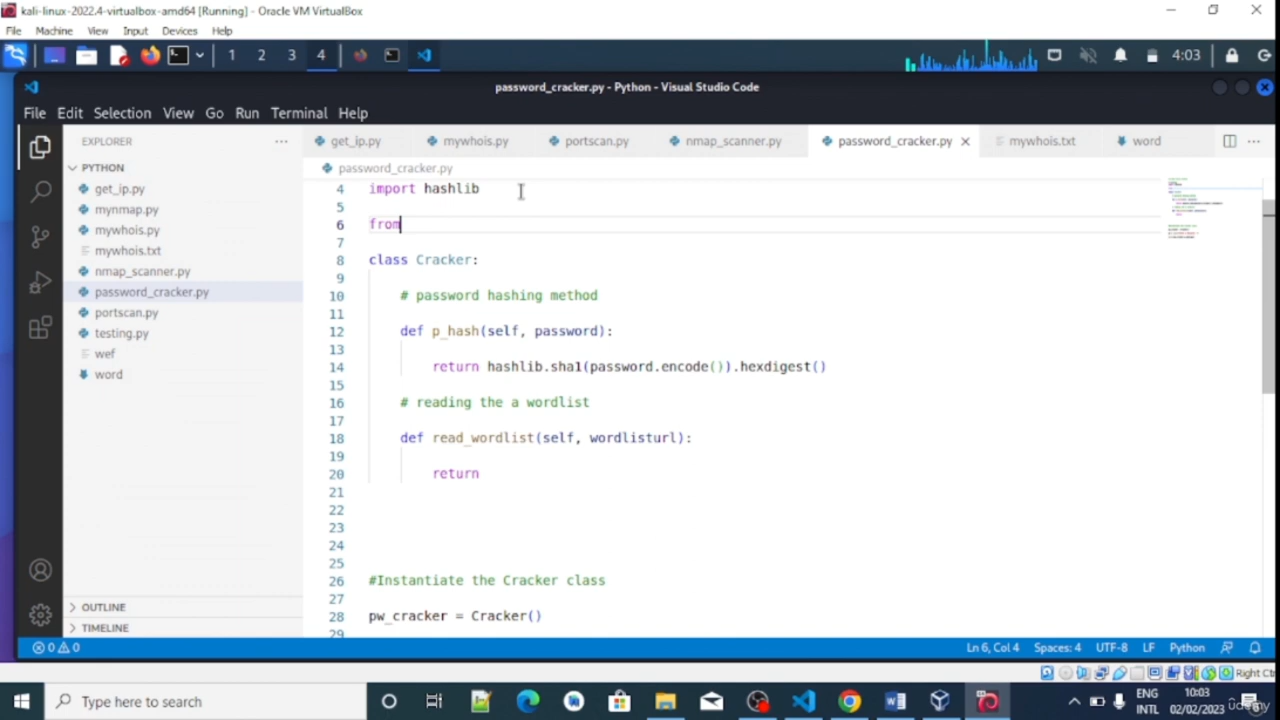 kali-linux-2022.4-virtualbox-amd64 [Running] - Oracle VM VirtualBox
File Machine View Input Devices Help
1 2 3 4 4:03
password_cracker.py - Python - Visual Studio Code
File Edit Selection View Go Run Terminal Help
EXPLORER ... get_ip.py mywhois.py portscan.py nmap_scanner.py password_cracker.py mywhois.txt word ...
PYTHON
get_ip.py
mynmap.py
mywhois.py
mywhois.txt
nmap_scanner.py
password_cracker.py
portscan.py
testing.py
wef
word
OUTLINE
TIMELINE
password_cracker.py
4 import hashlib
5
6 from
7
8 class Cracker:
9
10 # password hashing method
11
12 def p_hash(self, password):
13
14 return hashlib.sha1(password.encode()).hexdigest()
15
16 # reading the a wordlist
17
18 def read_wordlist(self, wordlisturl):
19
20 return
21
22
23
24
25
26 #Instantiate the Cracker class
27
28 pw_cracker = Cracker()
29
0 0 Ln 6, Col 4 Spaces: 4 UTF-8 LF Python
Right Ct
Type here to search
ENG
INTL
10:03
02/02/2023
udemy